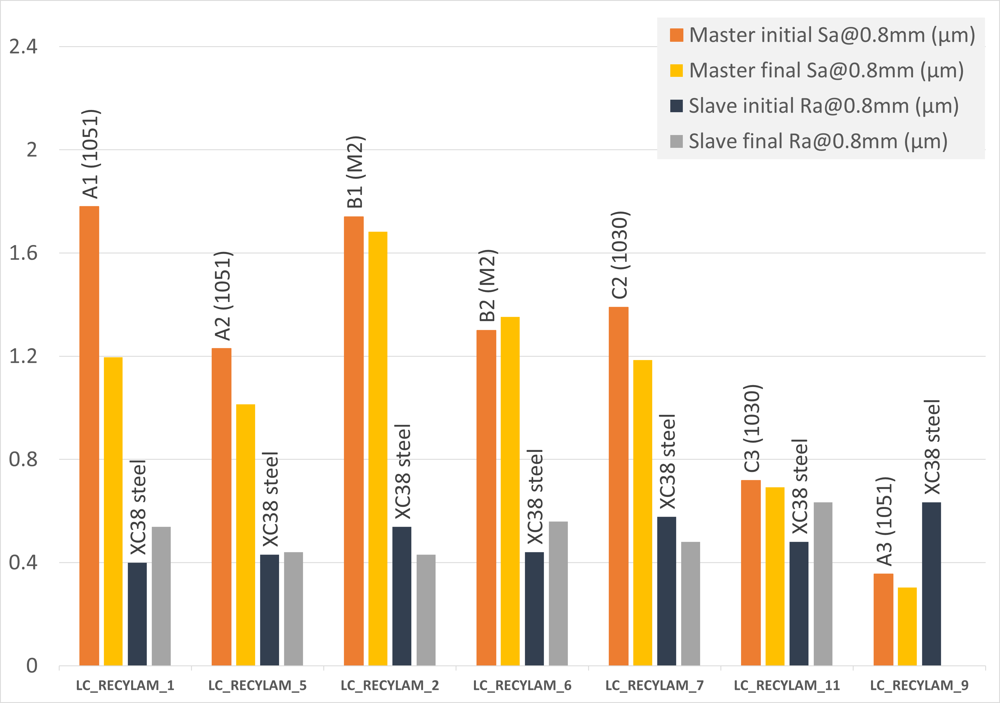 Master initial Sa@0.8mm (µm)
Master final Sa@0.8mm (µm)
Slave initial Ra@0.8mm (µm)
Slave final Ra@0.8mm (µm)
2.4
2
1.6
1.2
0.8
0.4
0
A1 (1051)
XC38 steel
A2 (1051)
XC38 steel
B1 (M2)
XC38 steel
B2 (M2)
XC38 steel
C2 (1030)
XC38 steel
C3 (1030)
XC38 steel
A3 (1051)
XC38 steel
LC_RECYLAM_1
LC_RECYLAM_5
LC_RECYLAM_2
LC_RECYLAM_6
LC_RECYLAM_7
LC_RECYLAM_11
LC_RECYLAM_9